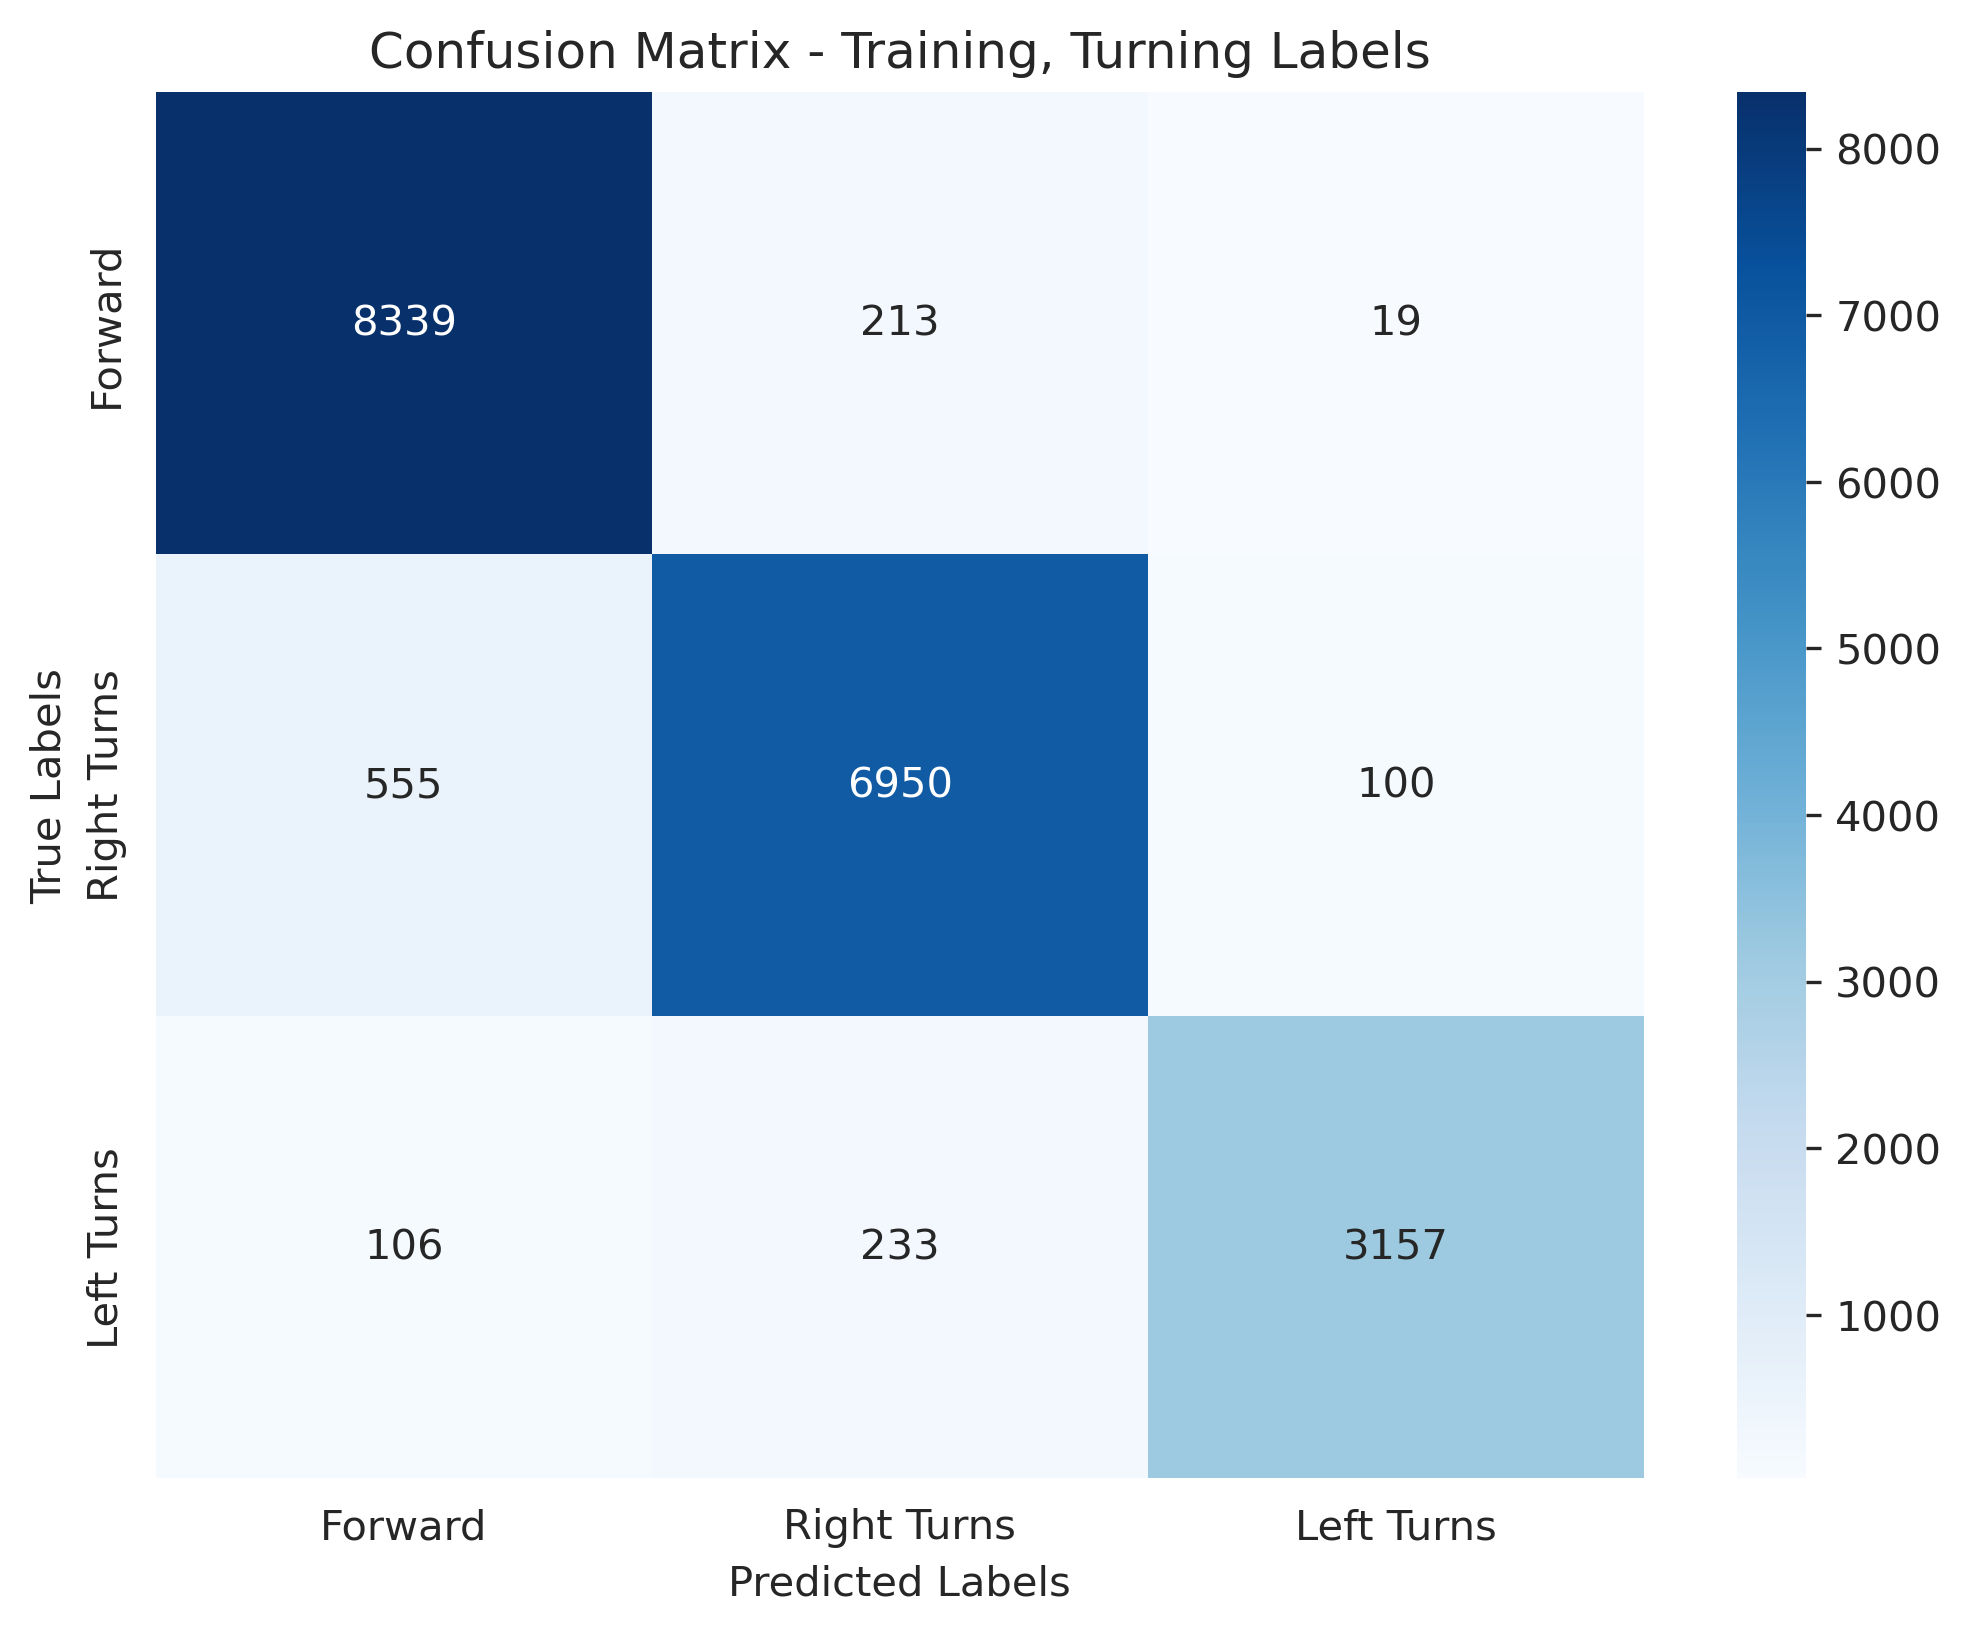 Confusion Matrix - Training, Turning Labels
True Labels
Forward
8339 213 19
Right Turns
555 6950 100
Left Turns
106 233 3157
Forward Right Turns Left Turns
Predicted Labels
8000
7000
6000
5000
4000
3000
2000
1000